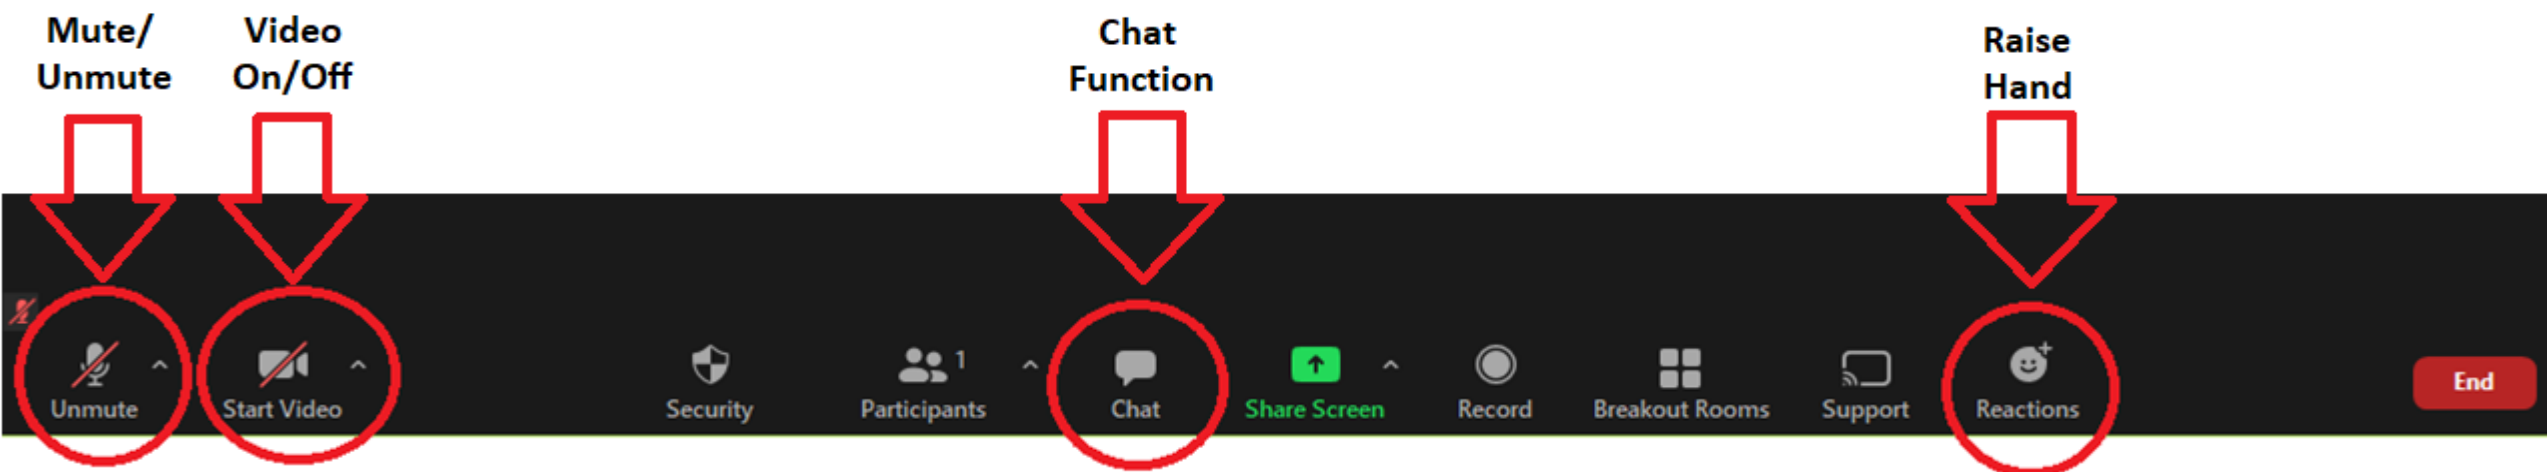 Mute/
Unmute
Video
On/Off
Chat
Function
Raise
Hand
Unmute
Start Video
Security
Participants
1
Chat
Share Screen
Record
Breakout Rooms
Support
Reactions
End